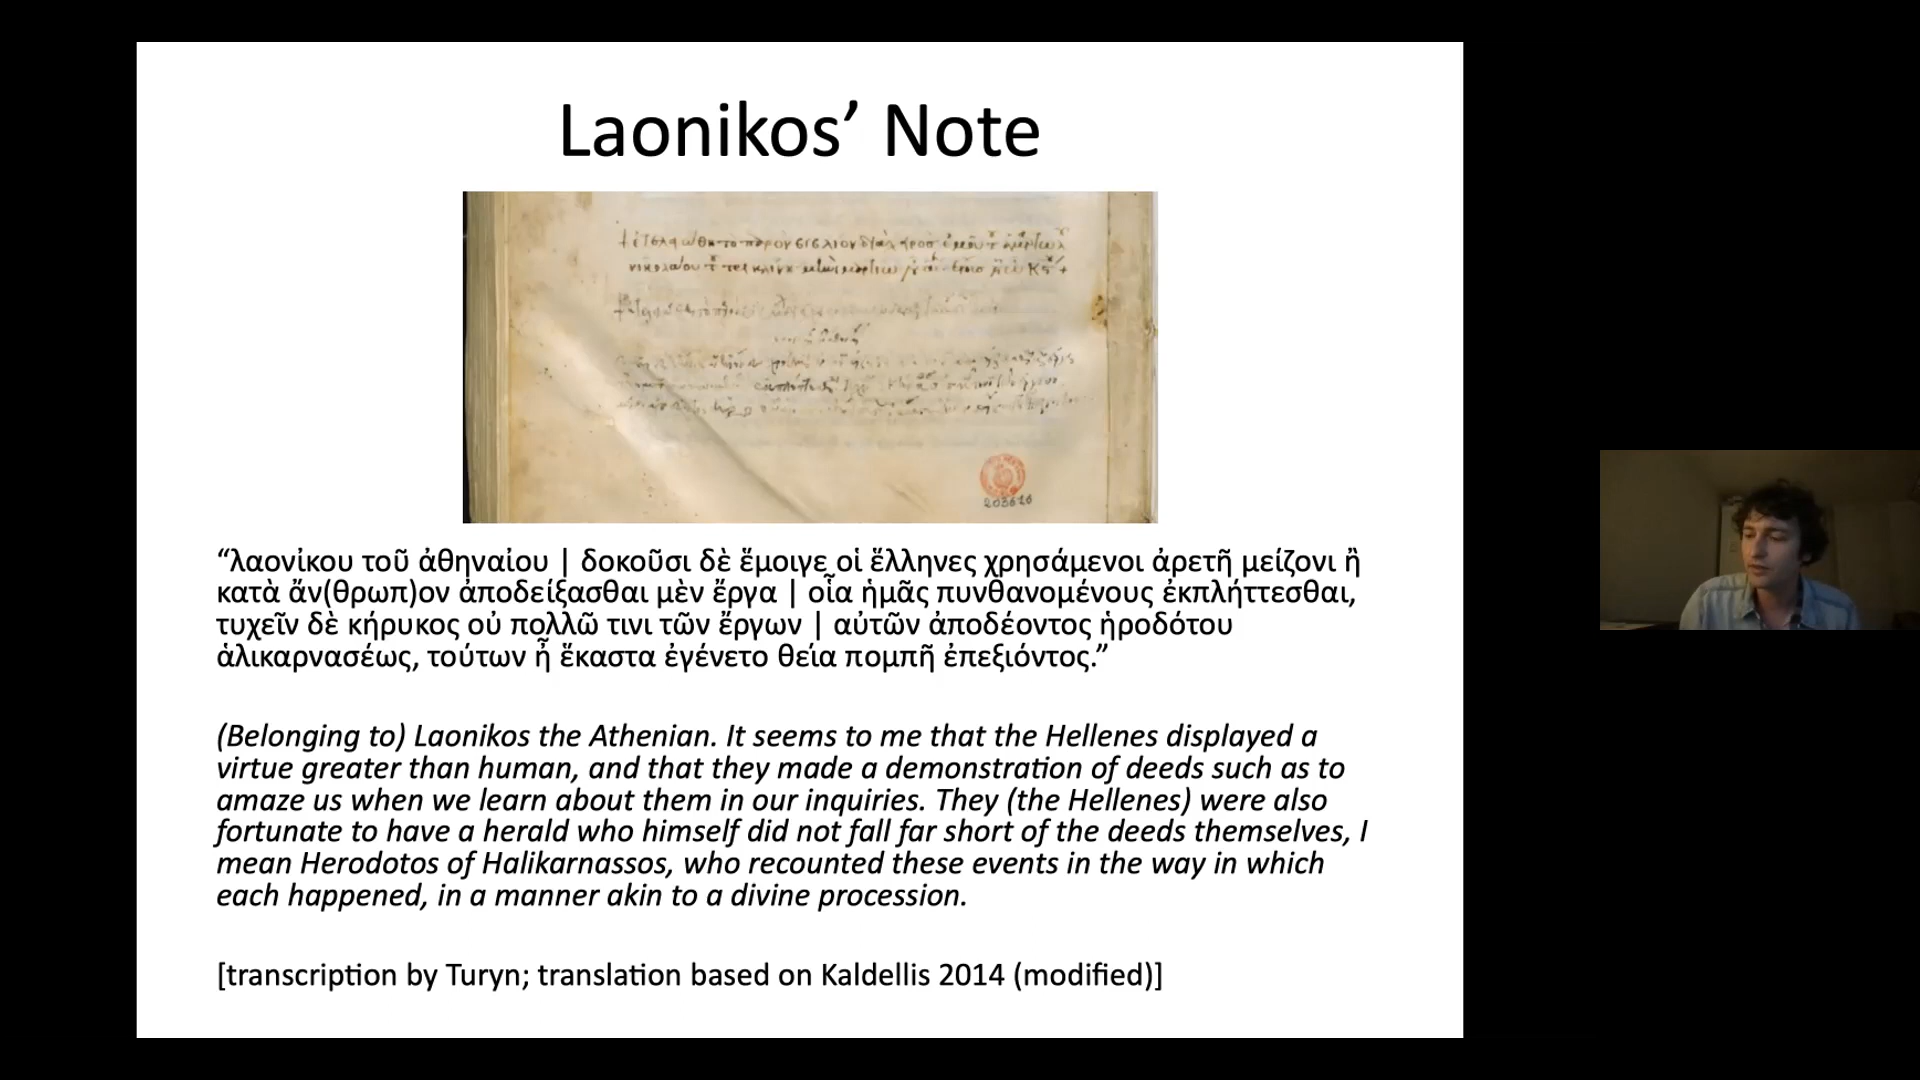 Laonikos’ Note
203616
“λαονἰκου τοῦ ἀθηναἰου | δοκοῦσι δὲ ἔμοιγε οἱ ἕλληνες χρησάμενοι ἀρετῆ μείζονι ἢ
κατὰ ἄν(θρωπ)ον ἀποδείξασθαι μὲν ἔργα | οἷα ἡμᾶς πυνθανομένους ἐκπλήττεσθαι,
τυχεῖν δὲ κήρυκος οὐ πολλῶ τινι τῶν ἔργων | αὐτῶν ἀποδέοντος ἡροδότου
ἁλικαρνασέως, τούτων ἦ ἕκαστα ἐγένετο θεία πομπῆ ἐπεξιόντος.”
(Belonging to) Laonikos the Athenian. It seems to me that the Hellenes displayed a
virtue greater than human, and that they made a demonstration of deeds such as to
amaze us when we learn about them in our inquiries. They (the Hellenes) were also
fortunate to have a herald who himself did not fall far short of the deeds themselves, I
mean Herodotos of Halikarnassos, who recounted these events in the way in which
each happened, in a manner akin to a divine procession.
[transcription by Turyn; translation based on Kaldellis 2014 (modified)]